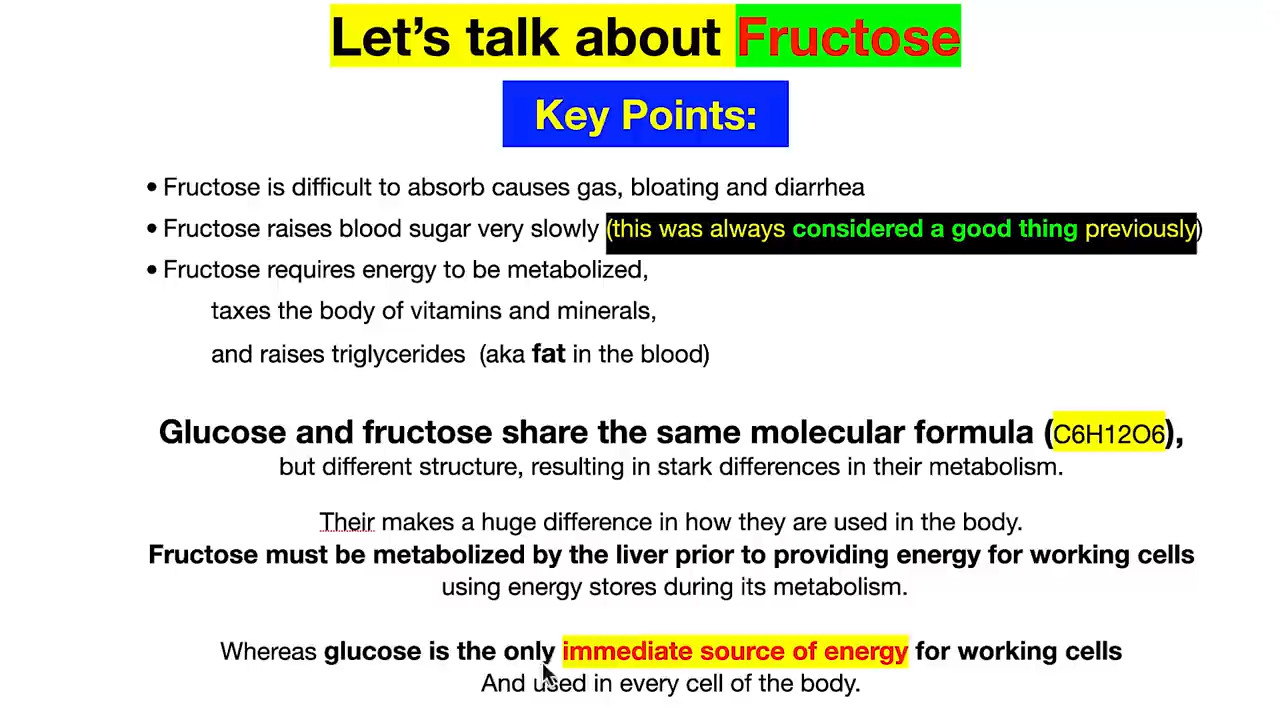 Let's talk about Fructose
Key Points:
• Fructose is difficult to absorb causes gas, bloating and diarrhea
• Fructose raises blood sugar very slowly (this was always considered a good thing previously)
• Fructose requires energy to be metabolized,
taxes the body of vitamins and minerals,
and raises triglycerides (aka fat in the blood)
Glucose and fructose share the same molecular formula (C6H12O6),
but different structure, resulting in stark differences in their metabolism.
Their makes a huge difference in how they are used in the body.
Fructose must be metabolized by the liver prior to providing energy for working cells
using energy stores during its metabolism.
Whereas glucose is the only immediate source of energy for working cells
And used in every cell of the body.